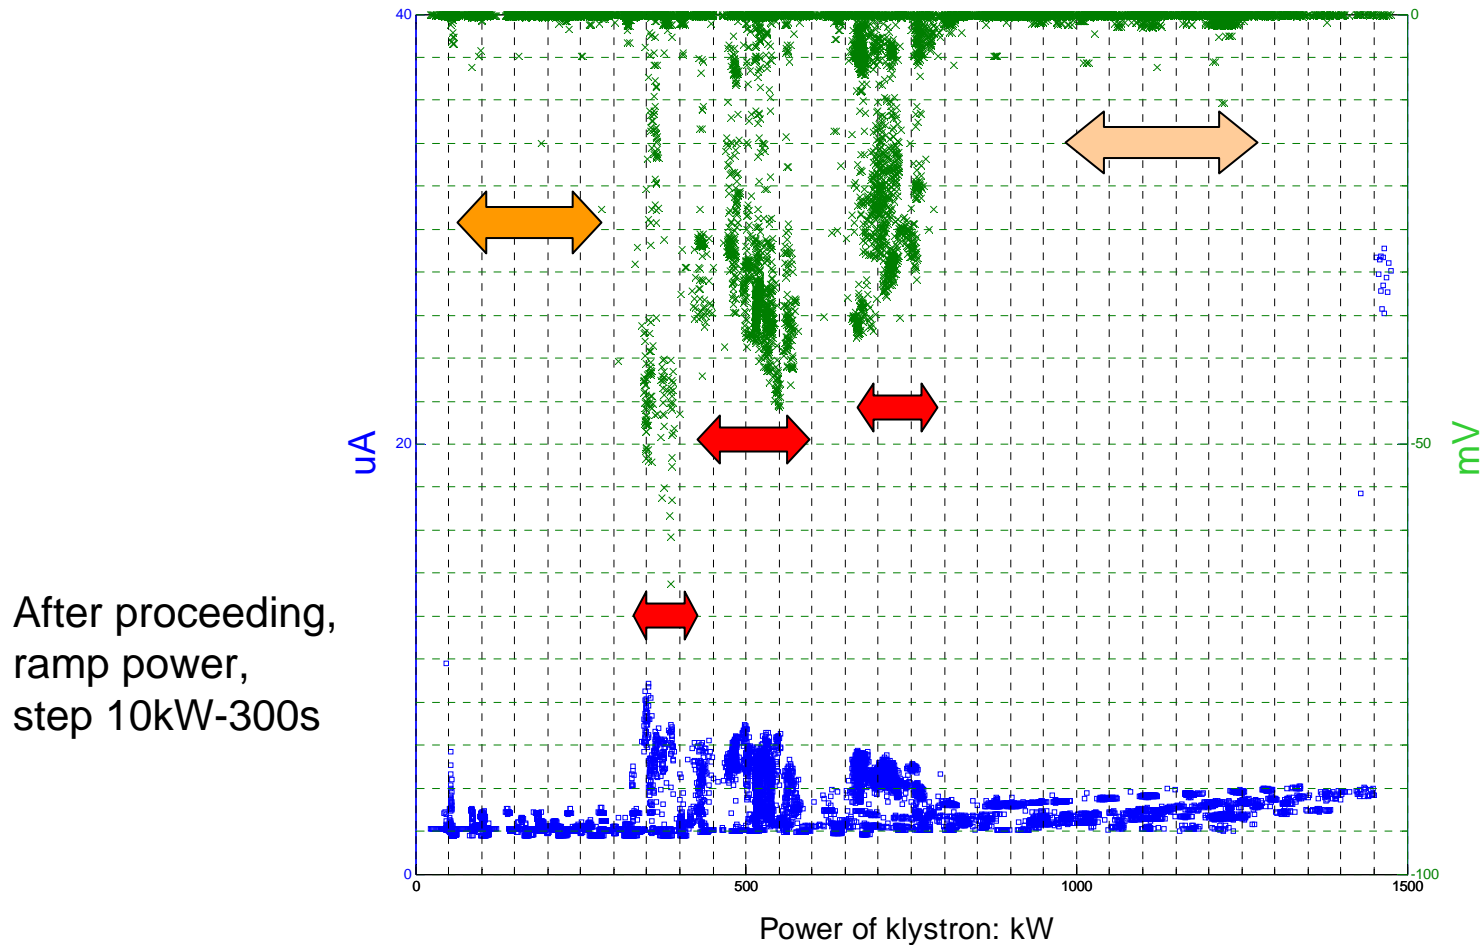 40
0
uA
20
-50
mV
After proceeding,
ramp power,
step 10kW-300s
0
-100
0
500
1000
1500
Power of klystron: kW